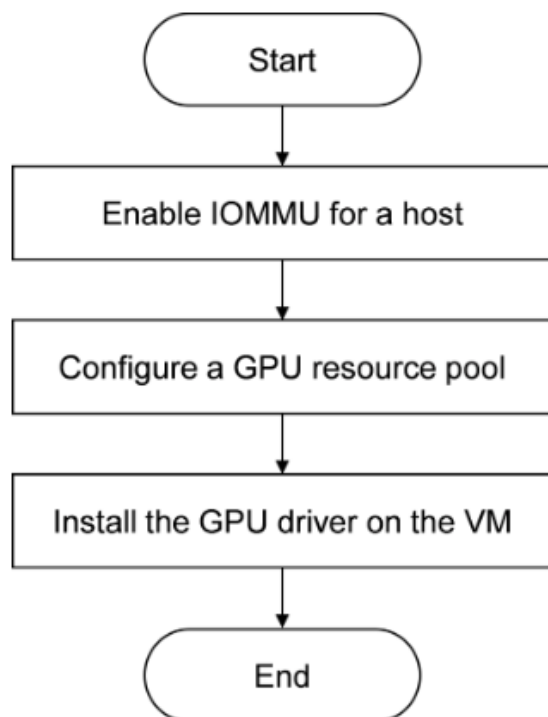 Start
Enable IOMMU for a host
Configure a GPU resource pool
Install the GPU driver on the VM
End